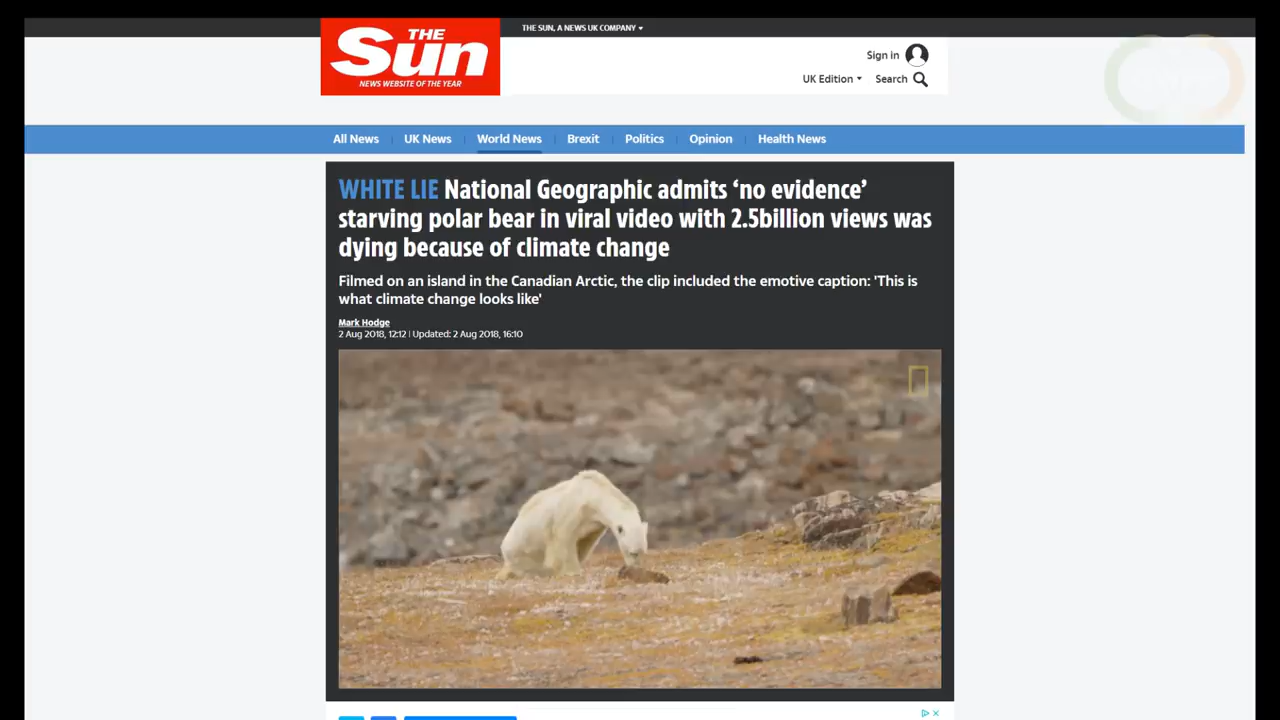 THE SUN, A NEWS UK COMPANY
THE
Sun
NEWS WEBSITE OF THE YEAR
Sign in
UK Edition
Search
All News
UK News
World News
Brexit
Politics
Opinion
Health News
WHITE LIE National Geographic admits ‘no evidence’
starving polar bear in viral video with 2.5billion views was
dying because of climate change
Filmed on an island in the Canadian Arctic, the clip included the emotive caption: 'This is
what climate change looks like'
Mark Hodge
2 Aug 2018, 12:12 | Updated: 2 Aug 2018, 16:10